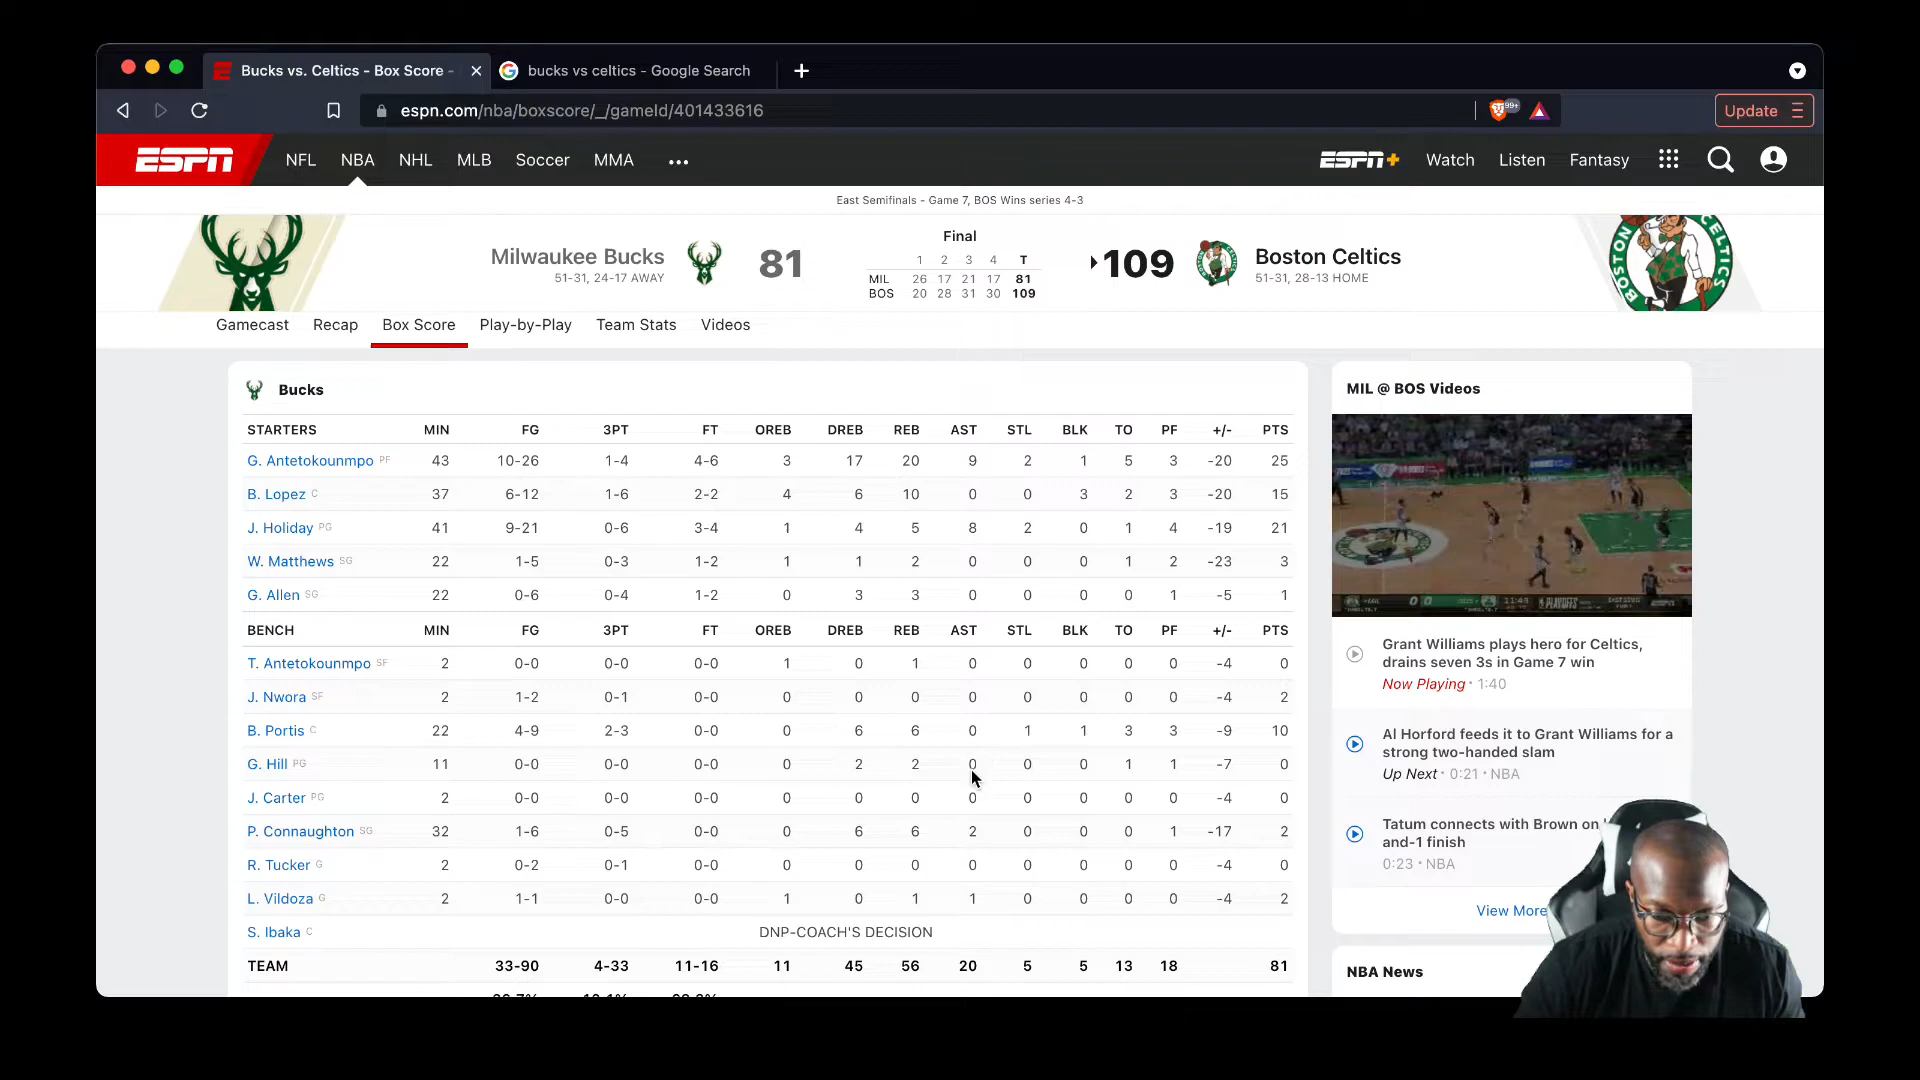 Bucks vs. Celtics - Box Score -
bucks vs celtics - Google Search
espn.com/nba/boxscore/_/gameId/401433616
99+
Update
ESPN NFL NBA NHL MLB Soccer MMA ESPN+ Watch Listen Fantasy
East Semifinals - Game 7, BOS Wins series 4-3
Milwaukee Bucks
51-31, 24-17 AWAY
81
Final
1 2 3 4 T
MIL 26 17 21 17 81
BOS 20 28 31 30 109
109
Boston Celtics
51-31, 28-13 HOME
BOSTON CELTICS
Gamecast Recap Box Score Play-by-Play Team Stats Videos
Bucks
STARTERS MIN FG 3PT FT OREB DREB REB AST STL BLK TO PF +/- PTS
G. Antetokounmpo PF 43 10-26 1-4 4-6 3 17 20 9 2 1 5 3 -20 25
B. Lopez C 37 6-12 1-6 2-2 4 6 10 0 0 3 2 3 -20 15
J. Holiday PG 41 9-21 0-6 3-4 1 4 5 8 2 0 1 4 -19 21
W. Matthews SG 22 1-5 0-3 1-2 1 1 2 0 0 0 1 2 -23 3
G. Allen SG 22 0-6 0-4 1-2 0 3 3 0 0 0 0 1 -5 1
BENCH MIN FG 3PT FT OREB DREB REB AST STL BLK TO PF +/- PTS
T. Antetokounmpo SF 2 0-0 0-0 0-0 1 0 1 0 0 0 0 0 -4 0
J. Nwora SF 2 1-2 0-1 0-0 0 0 0 0 0 0 0 0 -4 2
B. Portis C 22 4-9 2-3 0-0 0 6 6 0 1 1 3 3 -9 10
G. Hill PG 11 0-0 0-0 0-0 0 2 2 0 0 0 1 1 -7 0
J. Carter PG 2 0-0 0-0 0-0 0 0 0 0 0 0 0 0 -4 0
P. Connaughton SG 32 1-6 0-5 0-0 0 6 6 2 0 0 0 1 -17 2
R. Tucker G 2 0-2 0-1 0-0 0 0 0 0 0 0 0 0 -4 0
L. Vildoza G 2 1-1 0-0 0-0 1 0 1 1 0 0 0 0 -4 2
S. Ibaka C DNP-COACH'S DECISION
TEAM 33-90 4-33 11-16 11 45 56 20 5 5 13 18 81
MIL @ BOS Videos
Grant Williams plays hero for Celtics,
drains seven 3s in Game 7 win
Now Playing · 1:40
Al Horford feeds it to Grant Williams for a
strong two-handed slam
Up Next · 0:21 · NBA
Tatum connects with Brown on
and-1 finish
0:23 · NBA
View More
NBA News